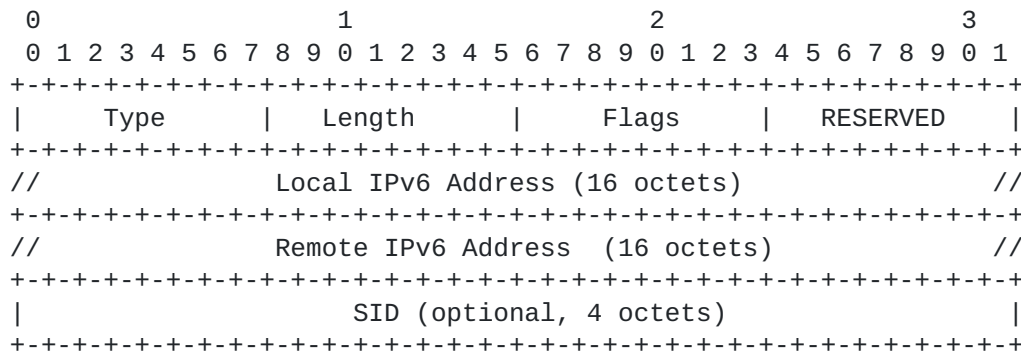 0                   1                   2                   3
 0 1 2 3 4 5 6 7 8 9 0 1 2 3 4 5 6 7 8 9 0 1 2 3 4 5 6 7 8 9 0 1
+-+-+-+-+-+-+-+-+-+-+-+-+-+-+-+-+-+-+-+-+-+-+-+-+-+-+-+-+-+-+-+-+
|     Type      |   Length      |     Flags     |   RESERVED    |
+-+-+-+-+-+-+-+-+-+-+-+-+-+-+-+-+-+-+-+-+-+-+-+-+-+-+-+-+-+-+-+-+
//               Local IPv6 Address (16 octets)                //
+-+-+-+-+-+-+-+-+-+-+-+-+-+-+-+-+-+-+-+-+-+-+-+-+-+-+-+-+-+-+-+-+
//               Remote IPv6 Address  (16 octets)              //
+-+-+-+-+-+-+-+-+-+-+-+-+-+-+-+-+-+-+-+-+-+-+-+-+-+-+-+-+-+-+-+-+
|                    SID (optional, 4 octets)                  |
+-+-+-+-+-+-+-+-+-+-+-+-+-+-+-+-+-+-+-+-+-+-+-+-+-+-+-+-+-+-+-+-+